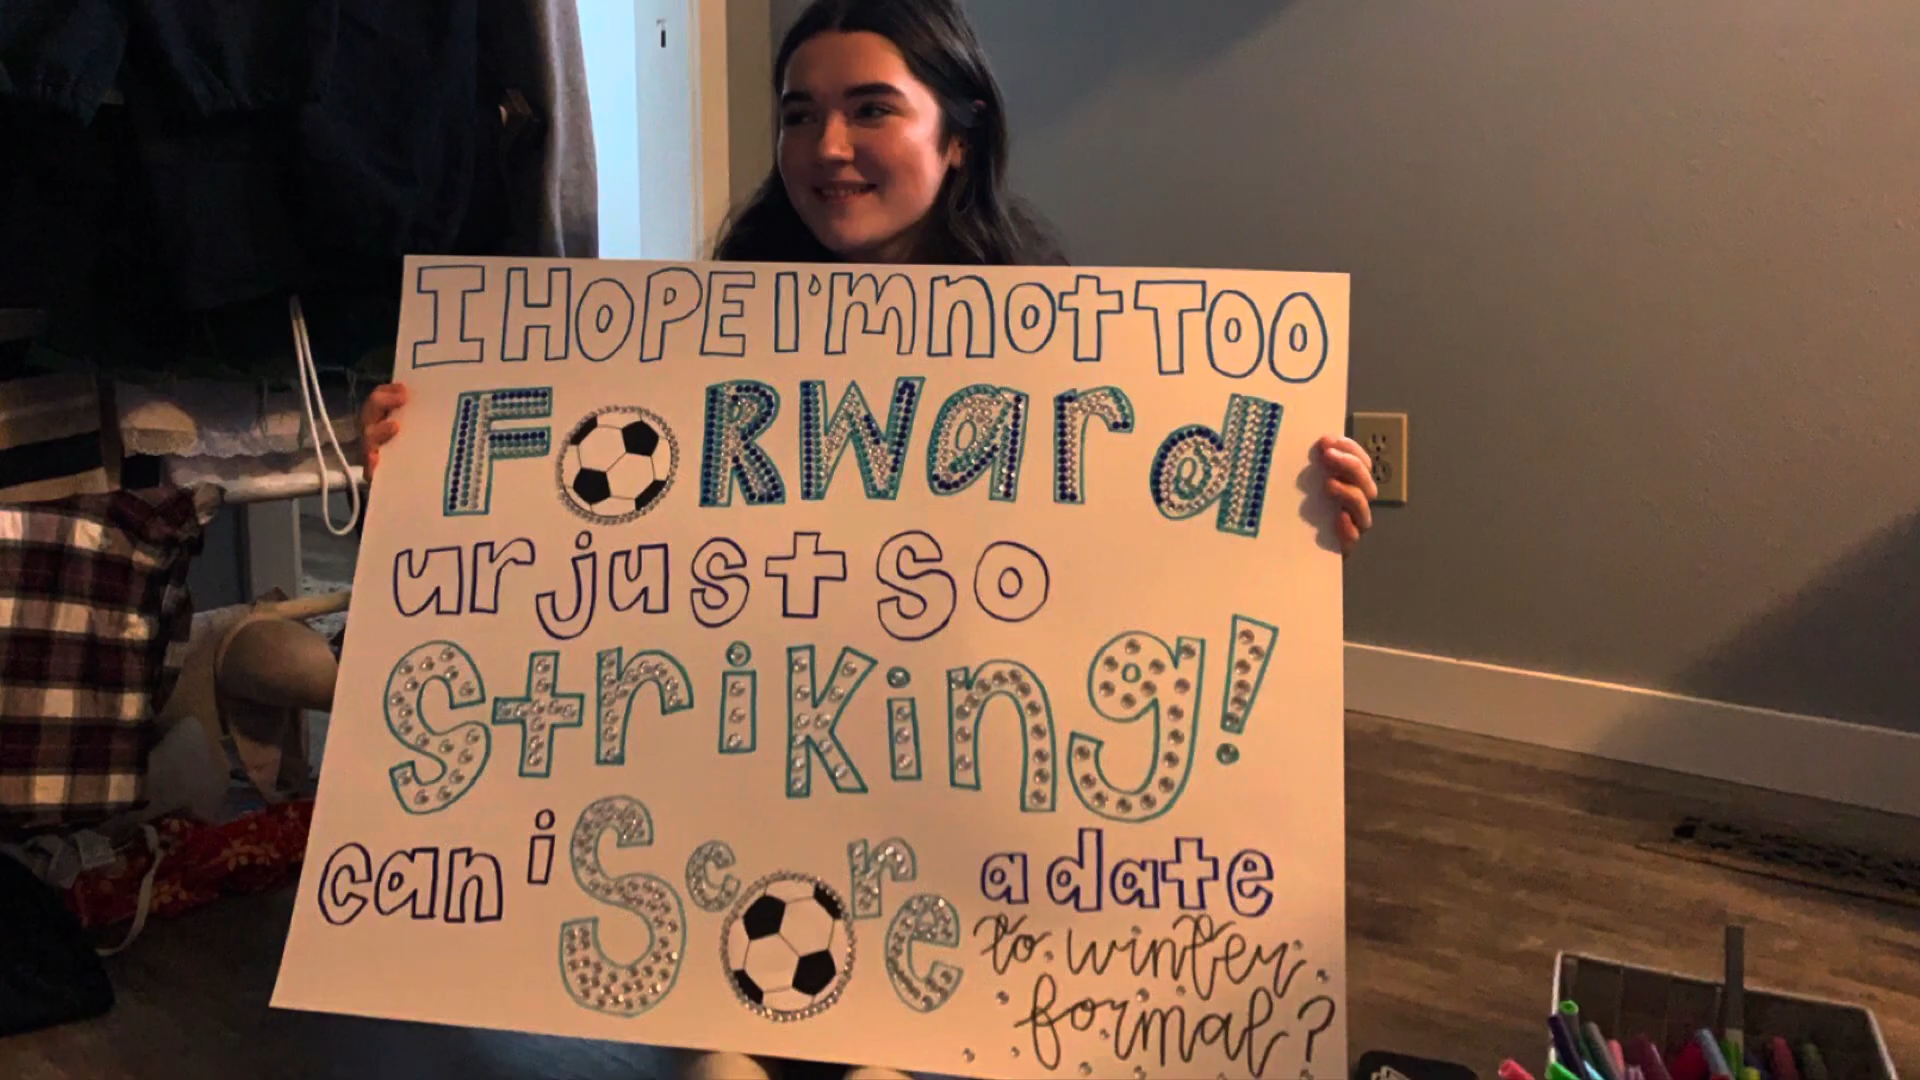 I HOPE I'm not TOO
FORWard
ur just so
striking!
can i Score a date
to winter
formal?